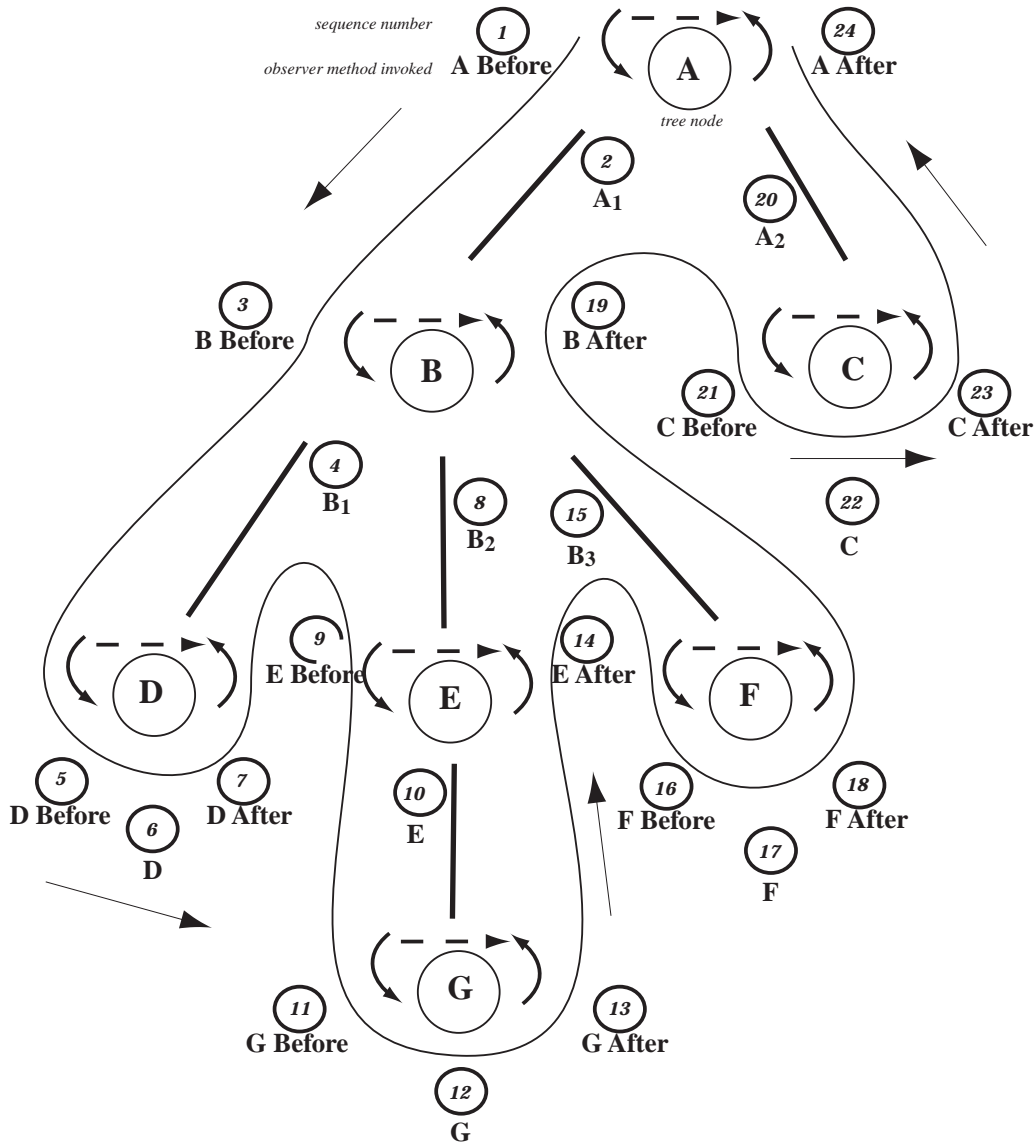 sequence number
1
24
observer method invoked
A Before
A
A After
tree node
2
A1
20
A2
3
B Before
19
B After
B
C
21
C Before
23
C After
4
B1
8
B2
15
B3
22
C
9
E Before
14
E After
D
E
F
5
D Before
7
D After
6
D
10
E
16
F Before
18
F After
17
F
G
11
G Before
13
G After
12
G